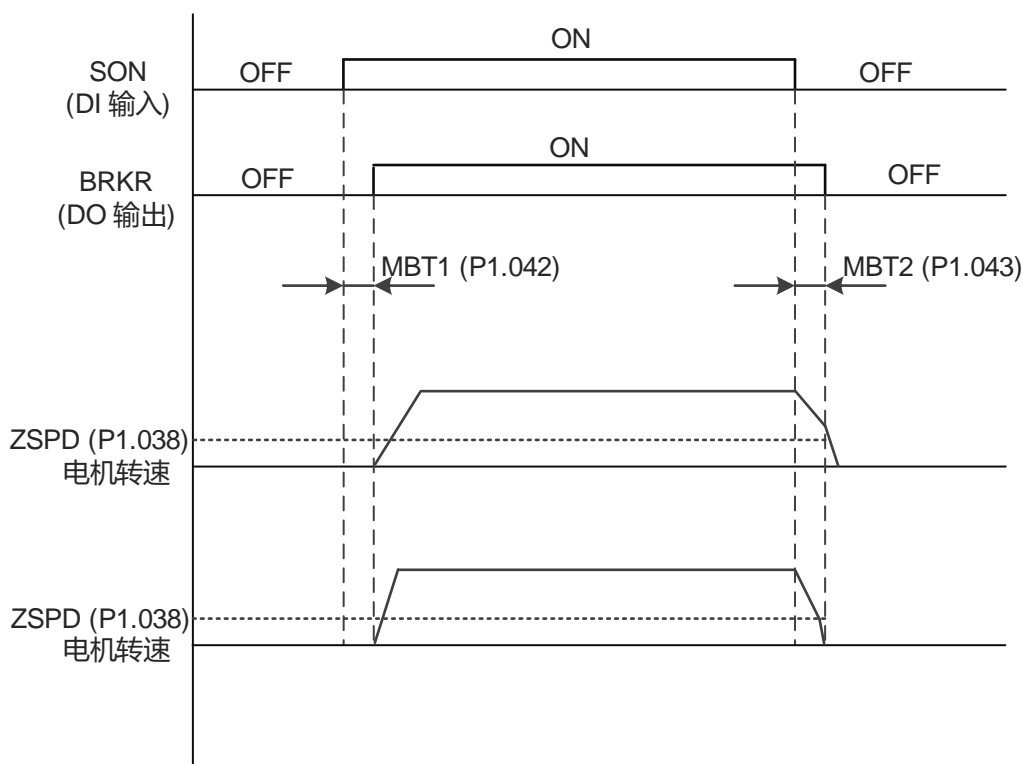 ON
SON
OFF
OFF
(DI 输入)
ON
BRKR
OFF
OFF
(DO 输出)
MBT1 (P1.042)
MBT2 (P1.043)
ZSPD (P1.038)
电机转速
ZSPD (P1.038)
电机转速